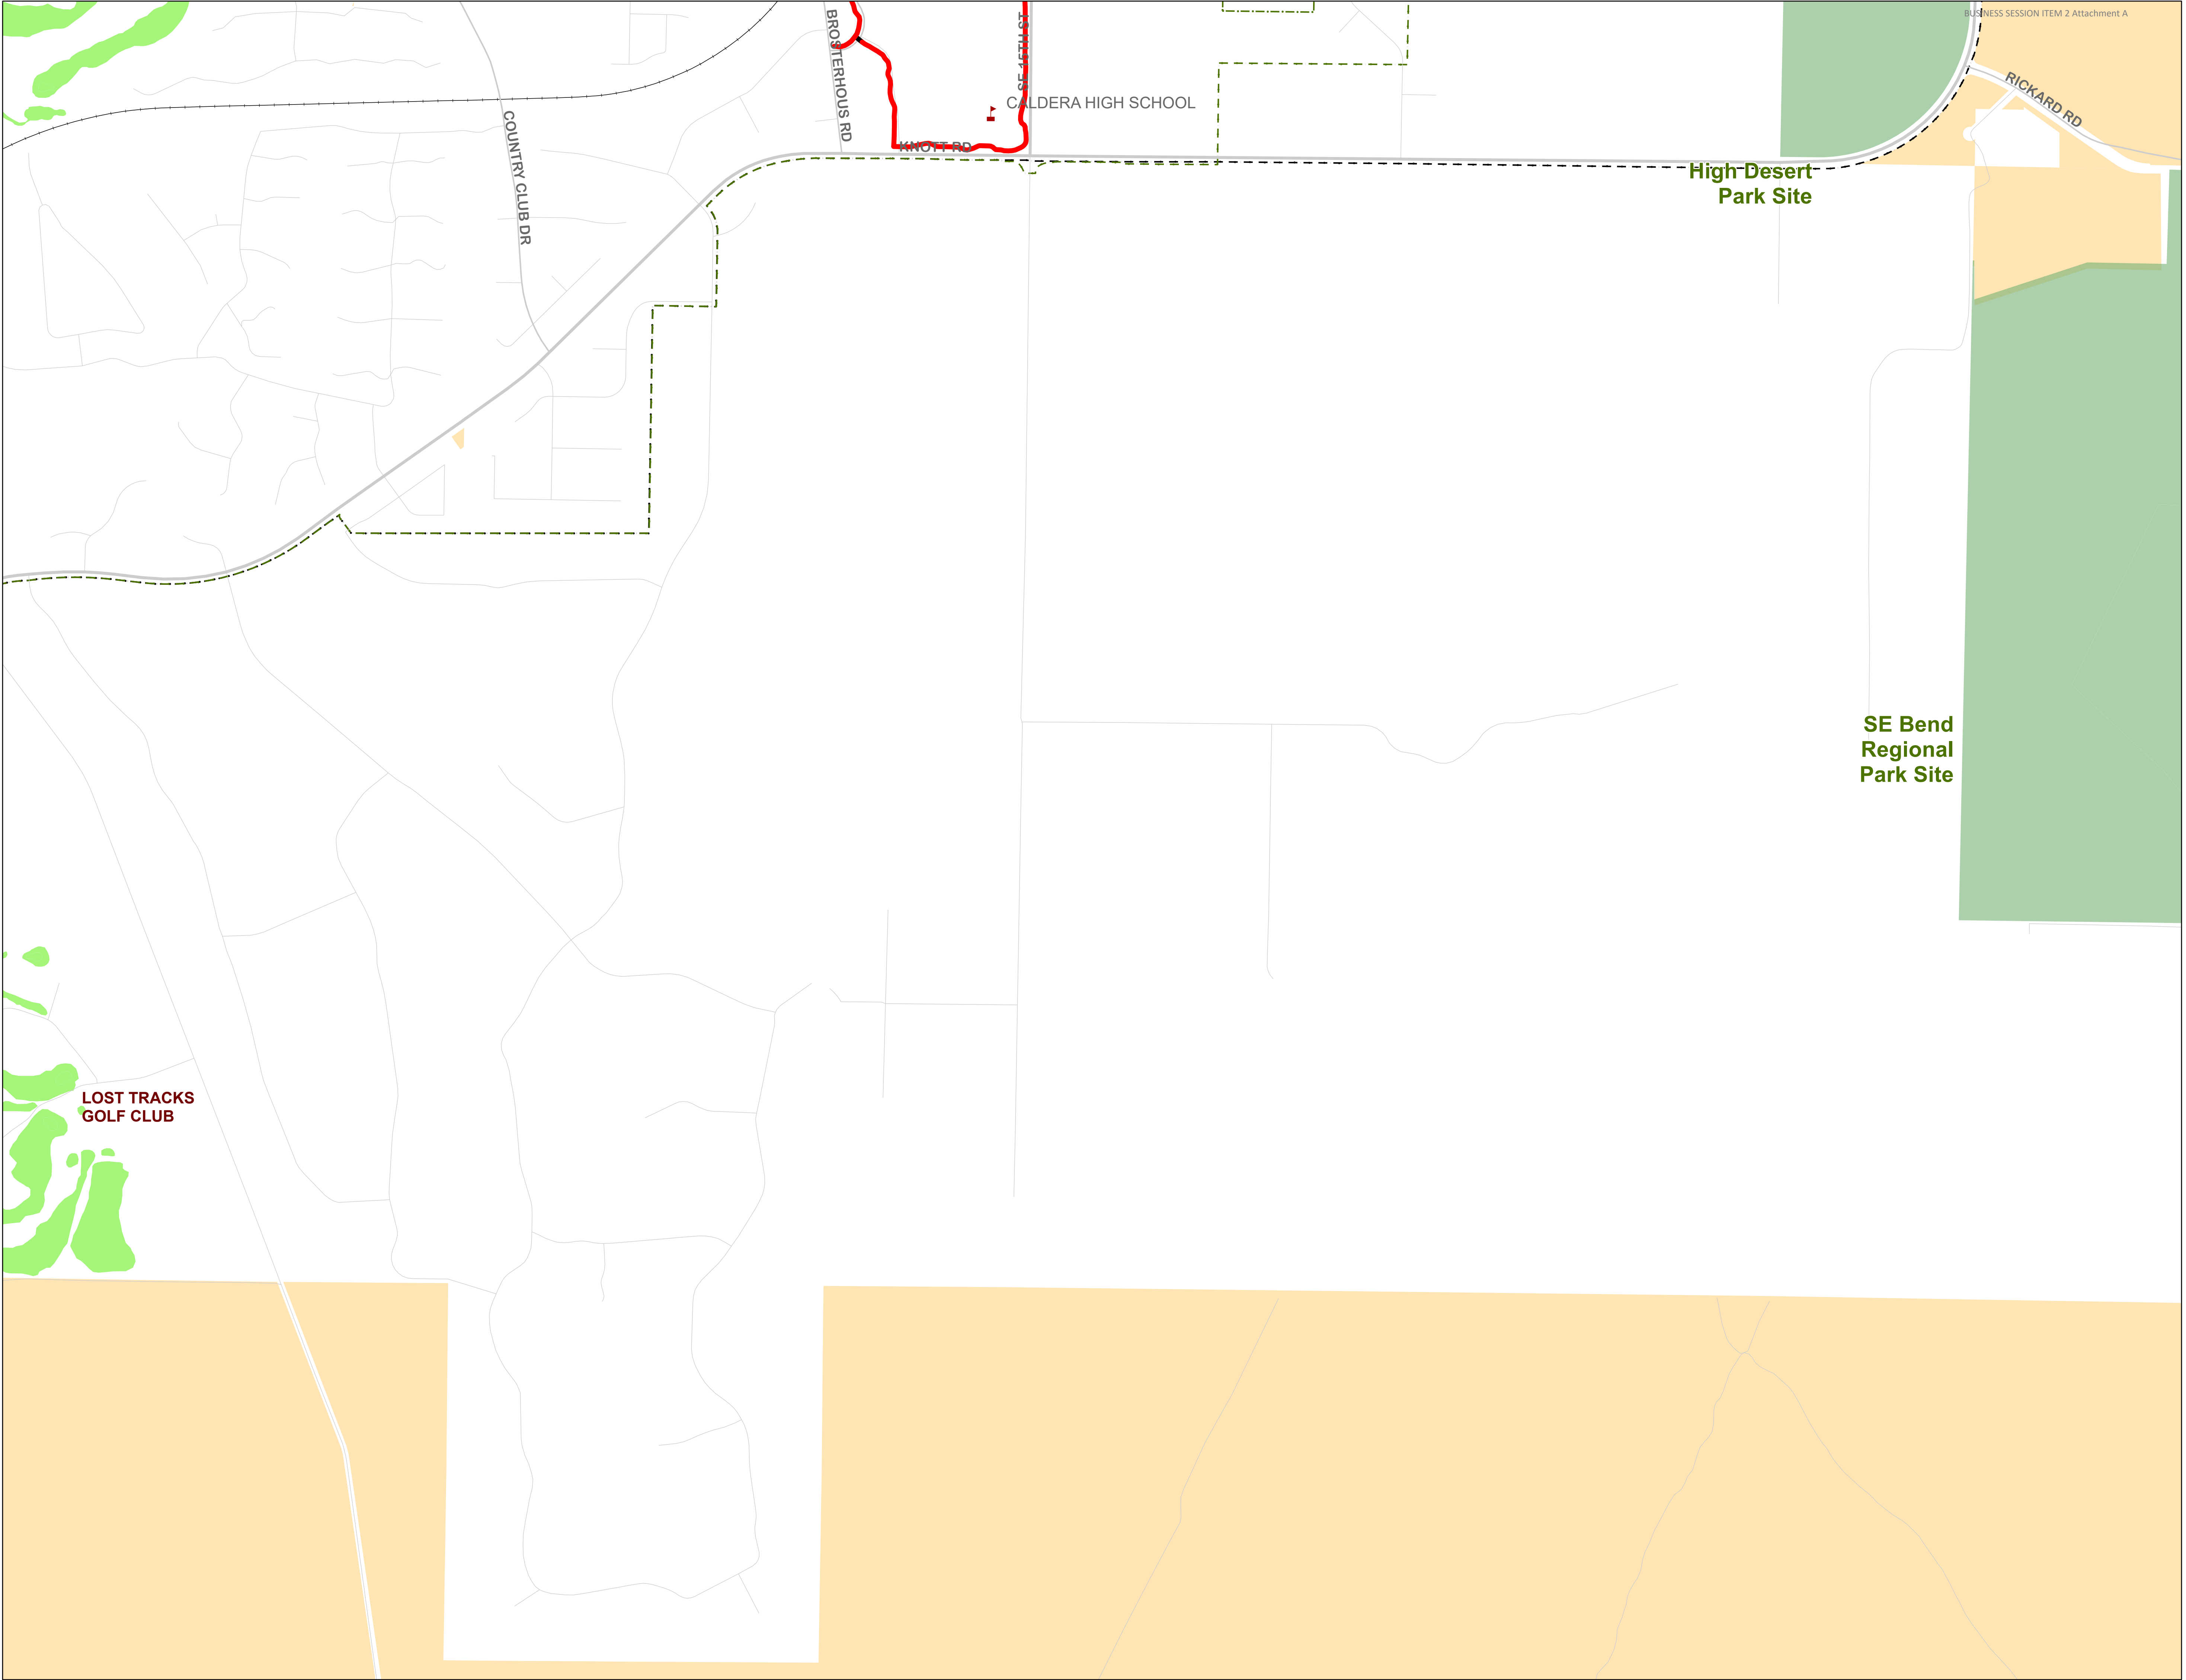 BUSINESS SESSION ITEM 2 Attachment A
BROSTERHOUS RD
SE 15TH ST
RICKARD RD
CALDERA HIGH SCHOOL
COUNTRY CLUB DR
KNOTT RD
High Desert
Park Site
SE Bend
Regional
Park Site
LOST TRACKS
GOLF CLUB